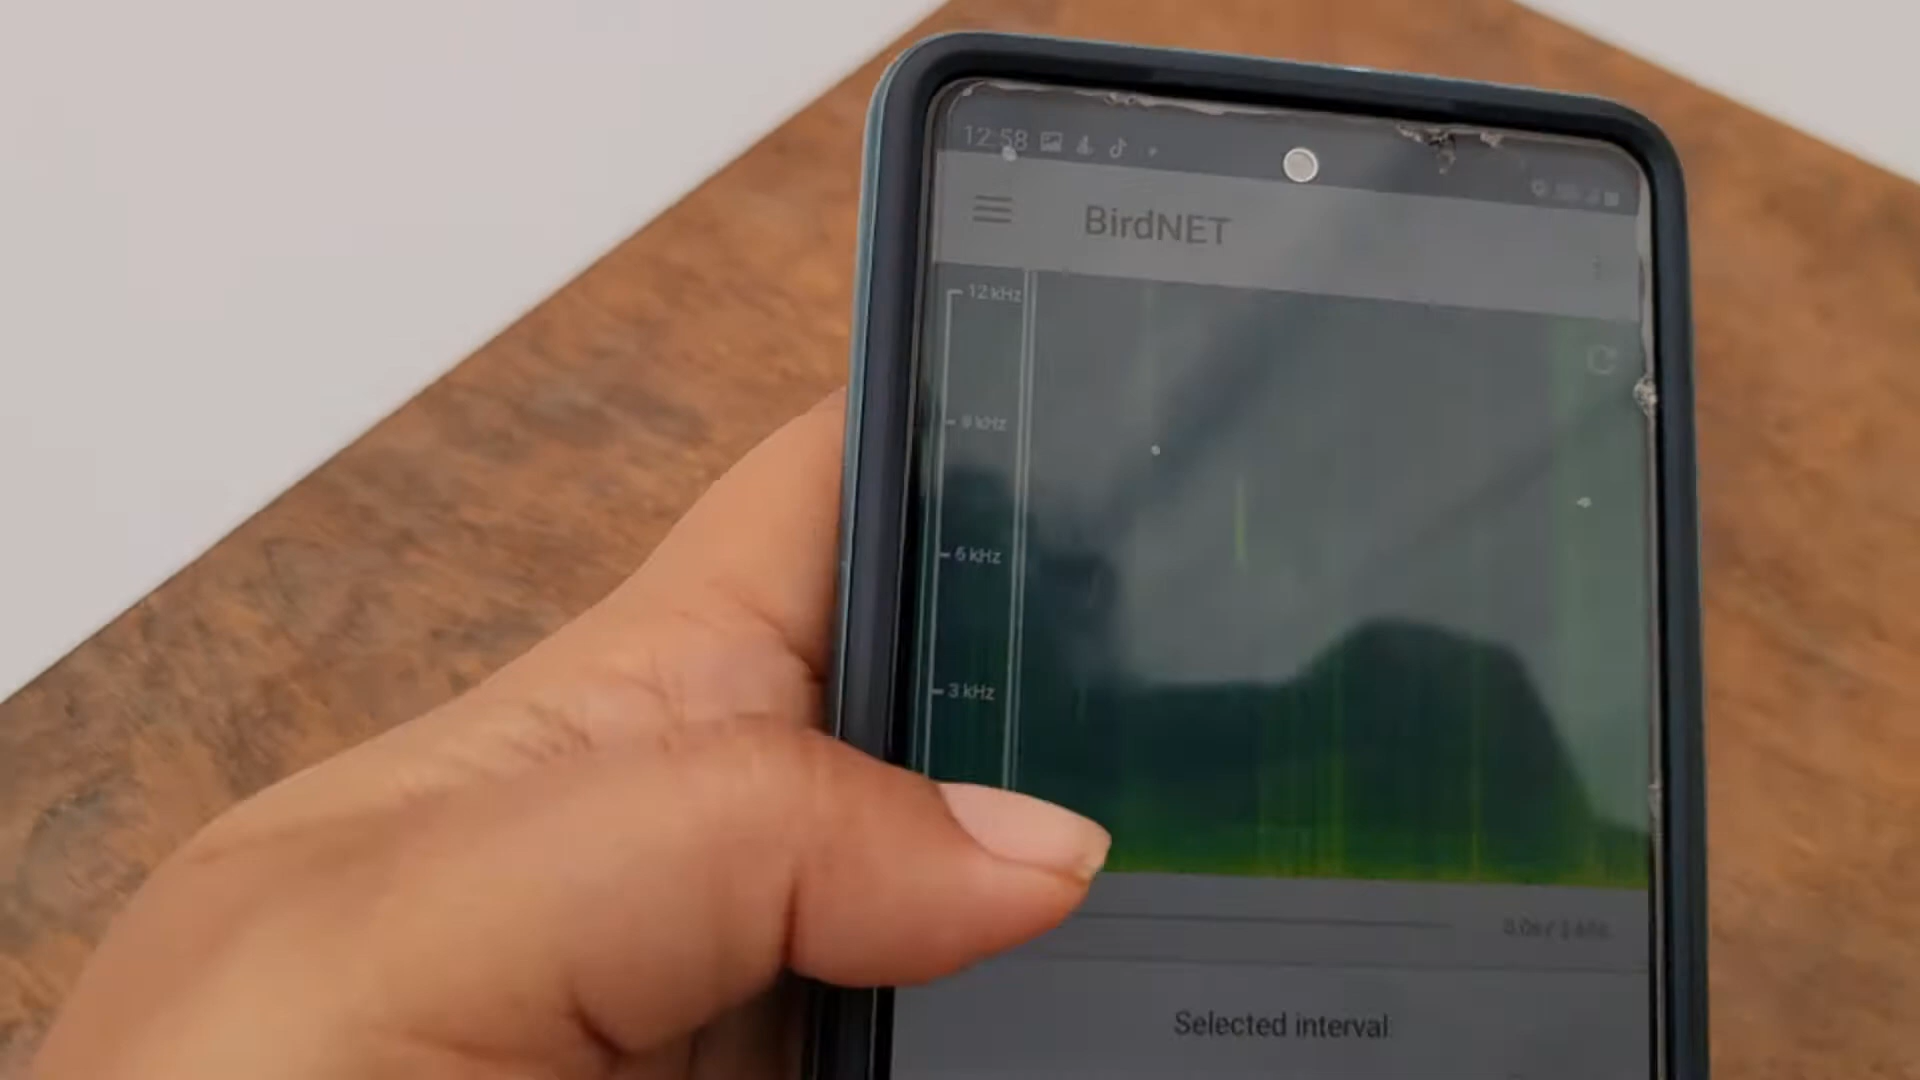 12:58
BirdNET
12 kHz
9 kHz
6 kHz
3 kHz
Selected interval